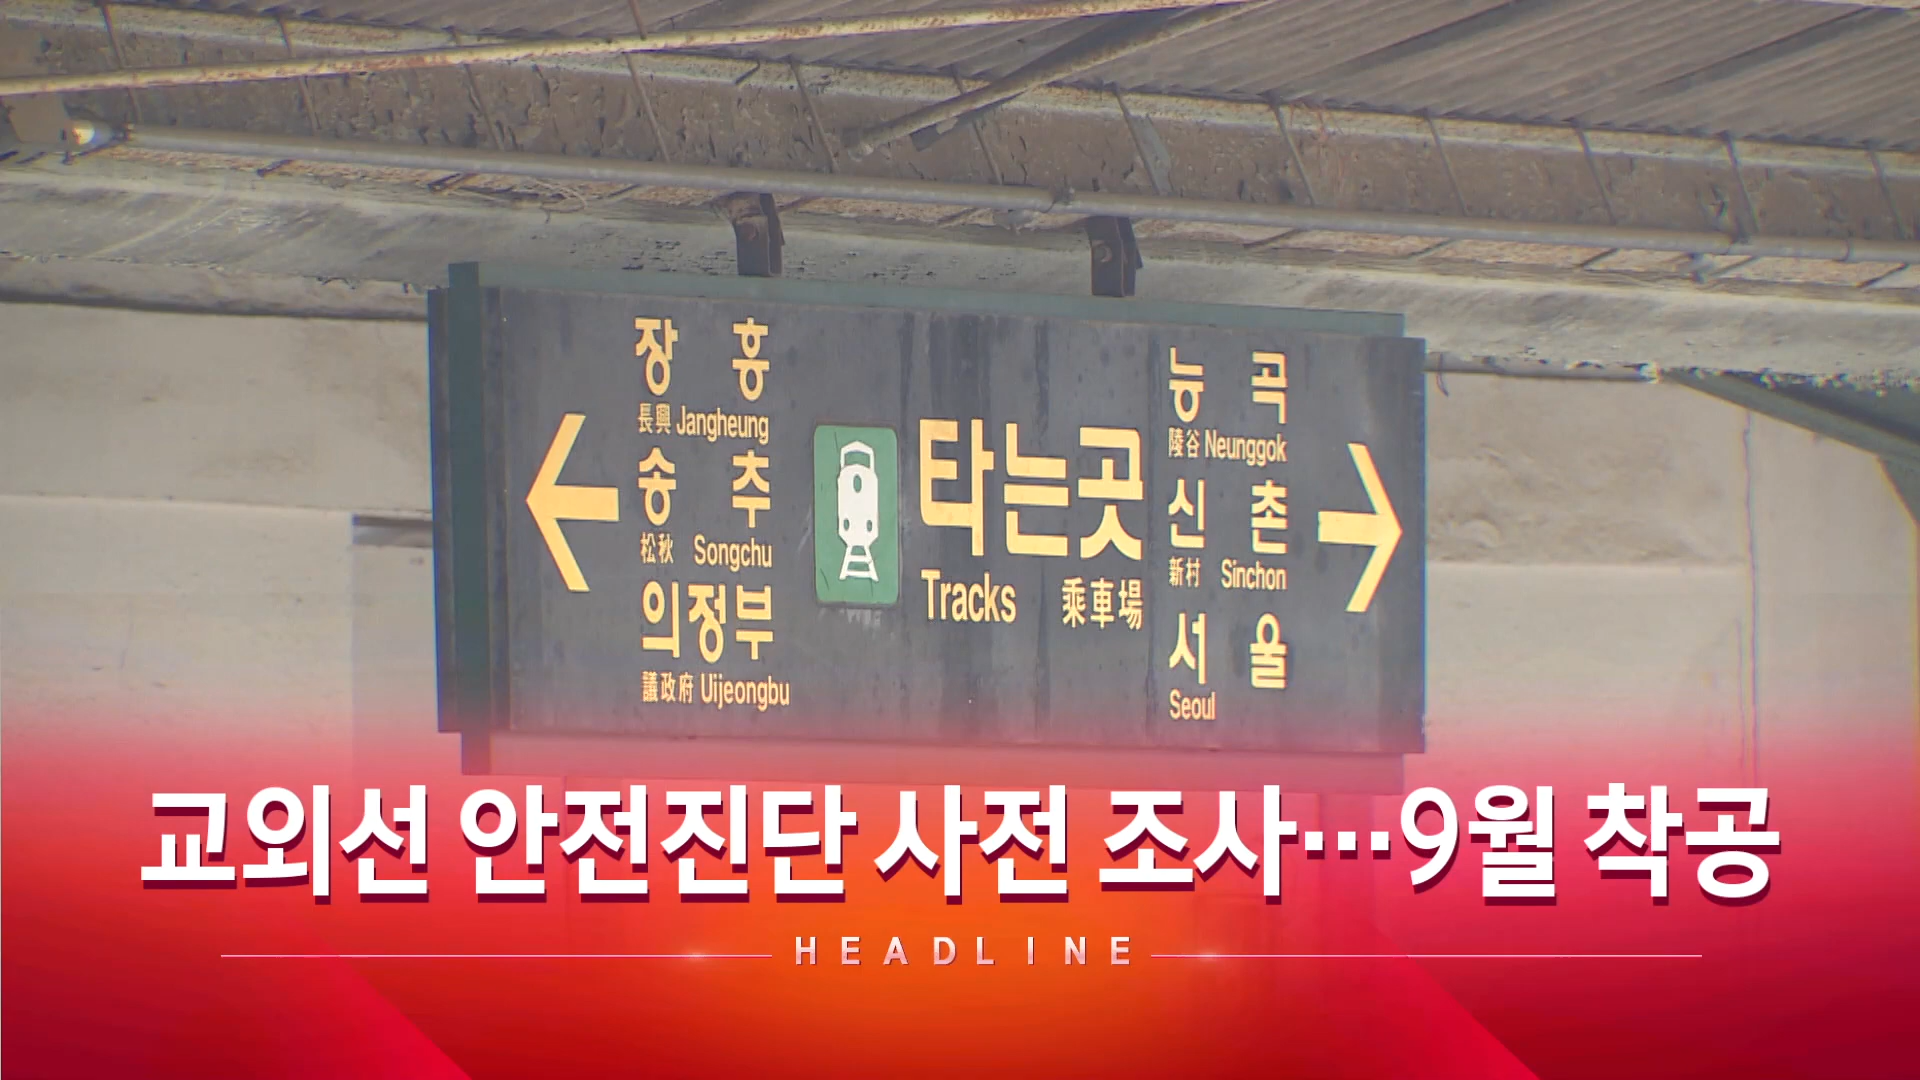 장흥
長興 Jangheung
송추
松秋 Songchu
의정부
議政府 Uijeongbu
타는곳
Tracks 乘車場
능곡
陵谷 Neunggok
신촌
新村 Sinchon
서울
Seoul
교외선 안전진단 사전 조사…9월 착공
HEADLINE